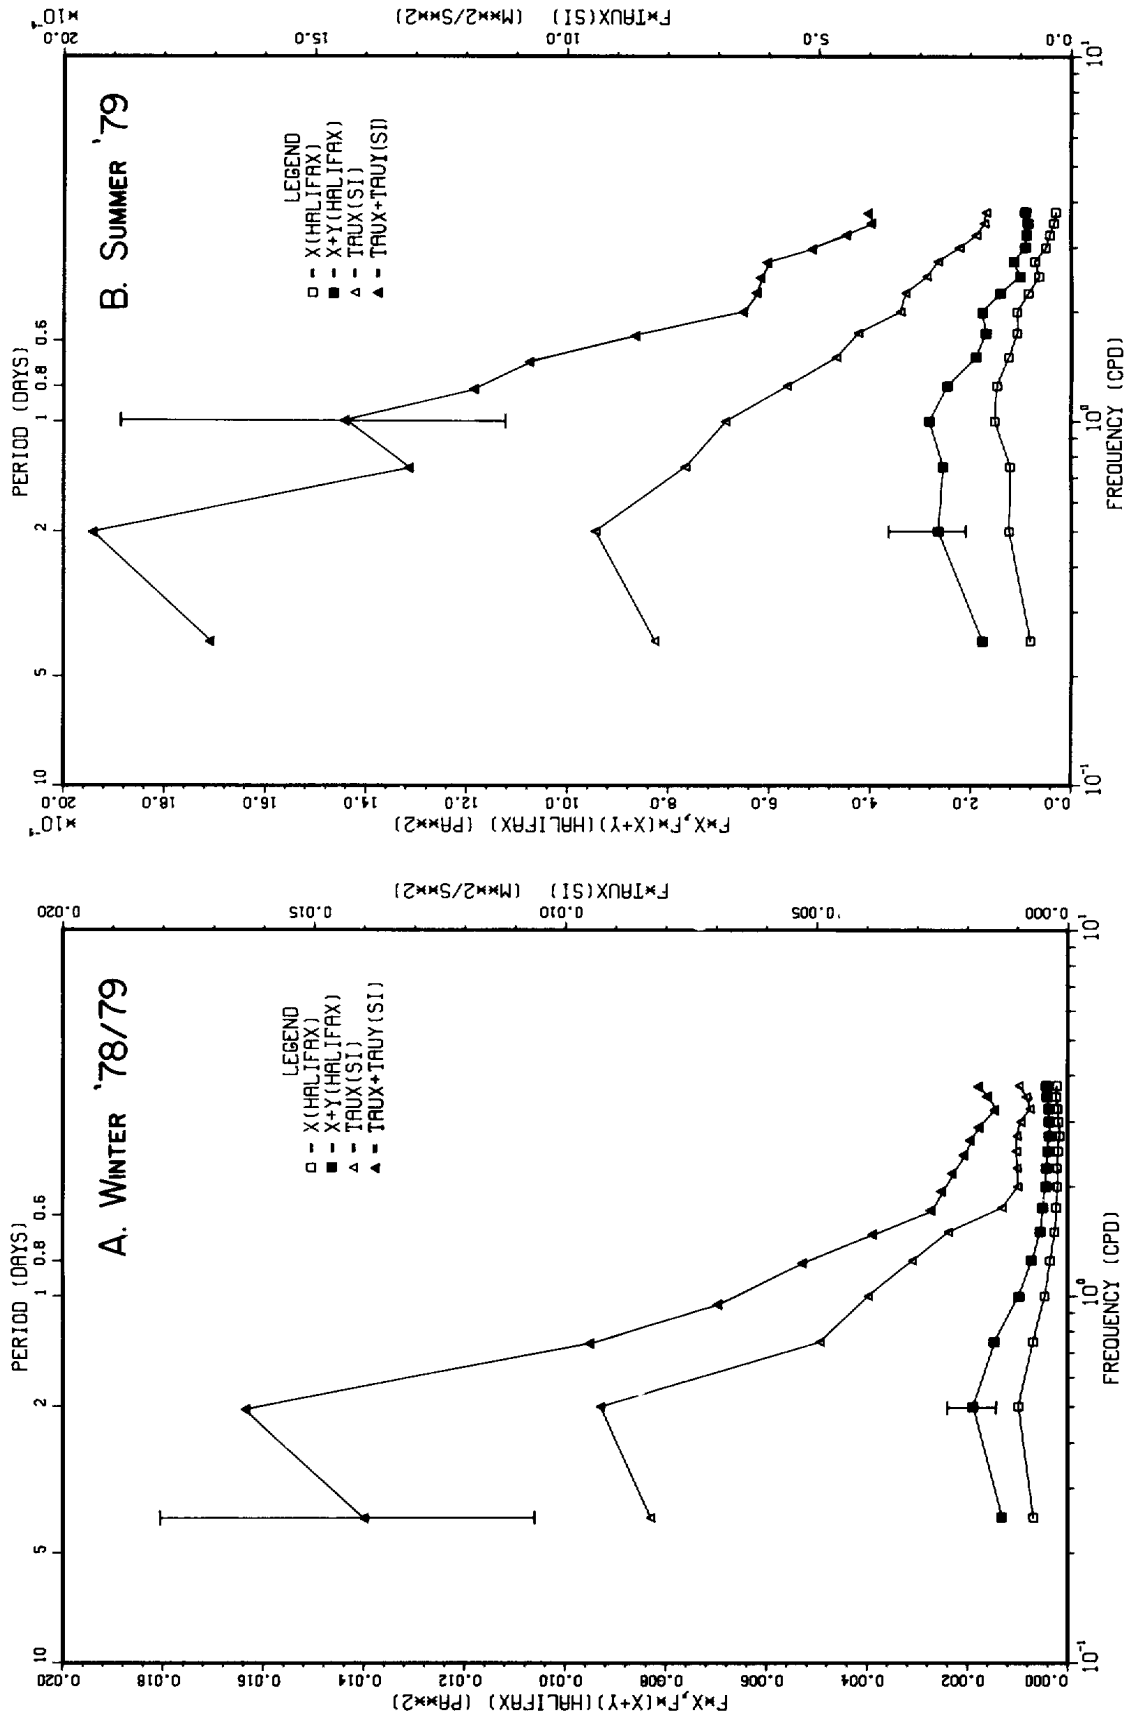 A. WINTER '78/79
PERIOD (DAYS)
10
5
2
1
0.8
0.6
LEGEND
□ - X(HALIFAX)
■ - X+Y(HALIFAX)
△ - TAUX(SI)
▲ - TAUX+TAUY(SI)
F*X,F*(X+Y)(HALIFAX) (PA**2)
0.020
0.018
0.016
0.014
0.012
0.010
0.008
0.006
0.004
0.002
0.000
F*TAUX(SI) (M**2/S**2)
0.020
0.015
0.010
0.005
0.000
10⁻¹
10⁰
10¹
FREQUENCY (CPD)
B. SUMMER '79
PERIOD (DAYS)
10
5
2
1
0.8
0.6
LEGEND
□ - X(HALIFAX)
■ - X+Y(HALIFAX)
△ - TAUX(SI)
▲ - TAUX+TAUY(SI)
F*X,F*(X+Y)(HALIFAX) (PA**2)
*10⁻⁴
20.0
18.0
16.0
14.0
12.0
10.0
8.0
6.0
4.0
2.0
0.0
F*TAUX(SI) (M**2/S**2)
*10⁻⁴
20.0
15.0
10.0
5.0
0.0
10⁻¹
10⁰
10¹
FREQUENCY (CPD)